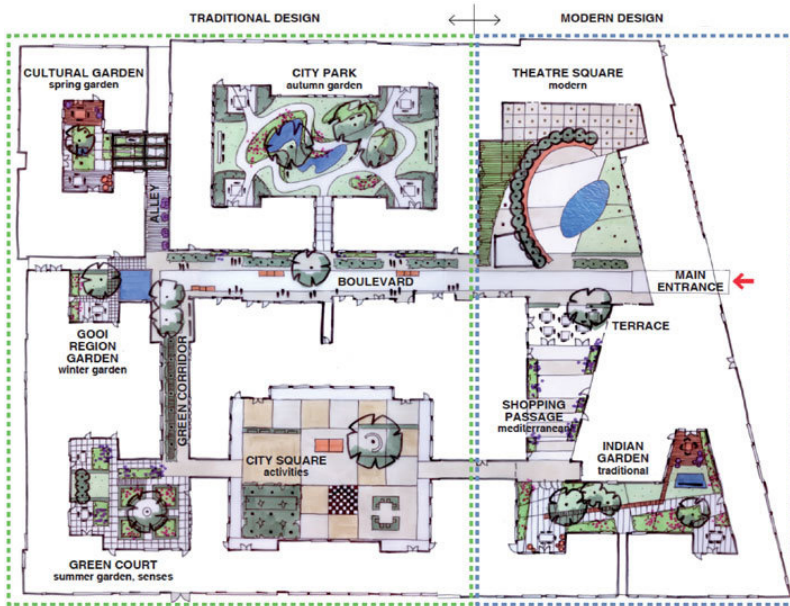 TRADITIONAL DESIGN
MODERN DESIGN
CULTURAL GARDEN
spring garden
CITY PARK
autumn garden
THEATRE SQUARE
modern
ALLEY
BOULEVARD
MAIN
ENTRANCE
GOOI
REGION
GARDEN
winter garden
TERRACE
GREEN CORRIDOR
SHOPPING
PASSAGE
mediterranean
CITY SQUARE
activities
INDIAN
GARDEN
traditional
GREEN COURT
summer garden, senses